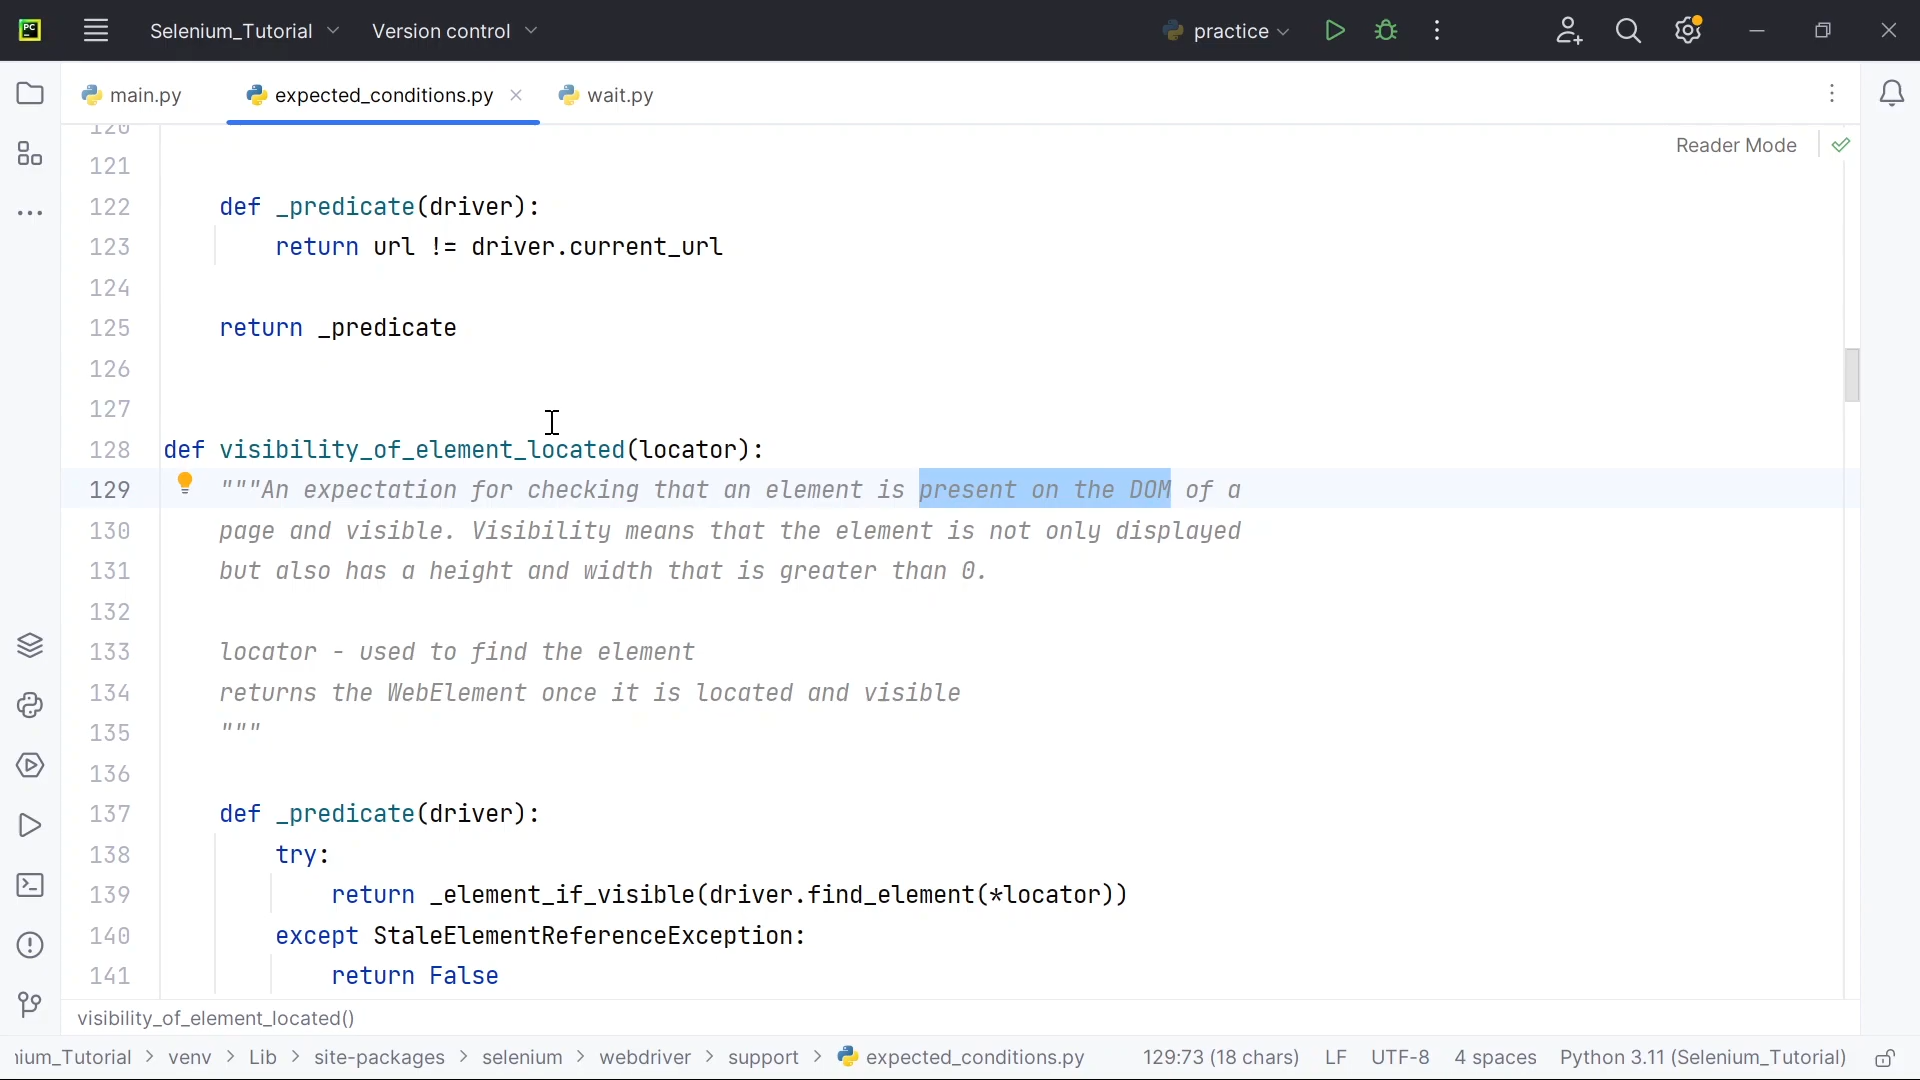 PC Selenium_Tutorial Version control practice
main.py expected_conditions.py wait.py
Reader Mode
120
121
122 def _predicate(driver):
123 return url != driver.current_url
124
125 return _predicate
126
127
128 def visibility_of_element_located(locator):
129 """An expectation for checking that an element is present on the DOM of a
130 page and visible. Visibility means that the element is not only displayed
131 but also has a height and width that is greater than 0.
132
133 locator - used to find the element
134 returns the WebElement once it is located and visible
135 """
136
137 def _predicate(driver):
138 try:
139 return _element_if_visible(driver.find_element(*locator))
140 except StaleElementReferenceException:
141 return False
visibility_of_element_located()
ium_Tutorial > venv > Lib > site-packages > selenium > webdriver > support > expected_conditions.py 129:73 (18 chars) LF UTF-8 4 spaces Python 3.11 (Selenium_Tutorial)